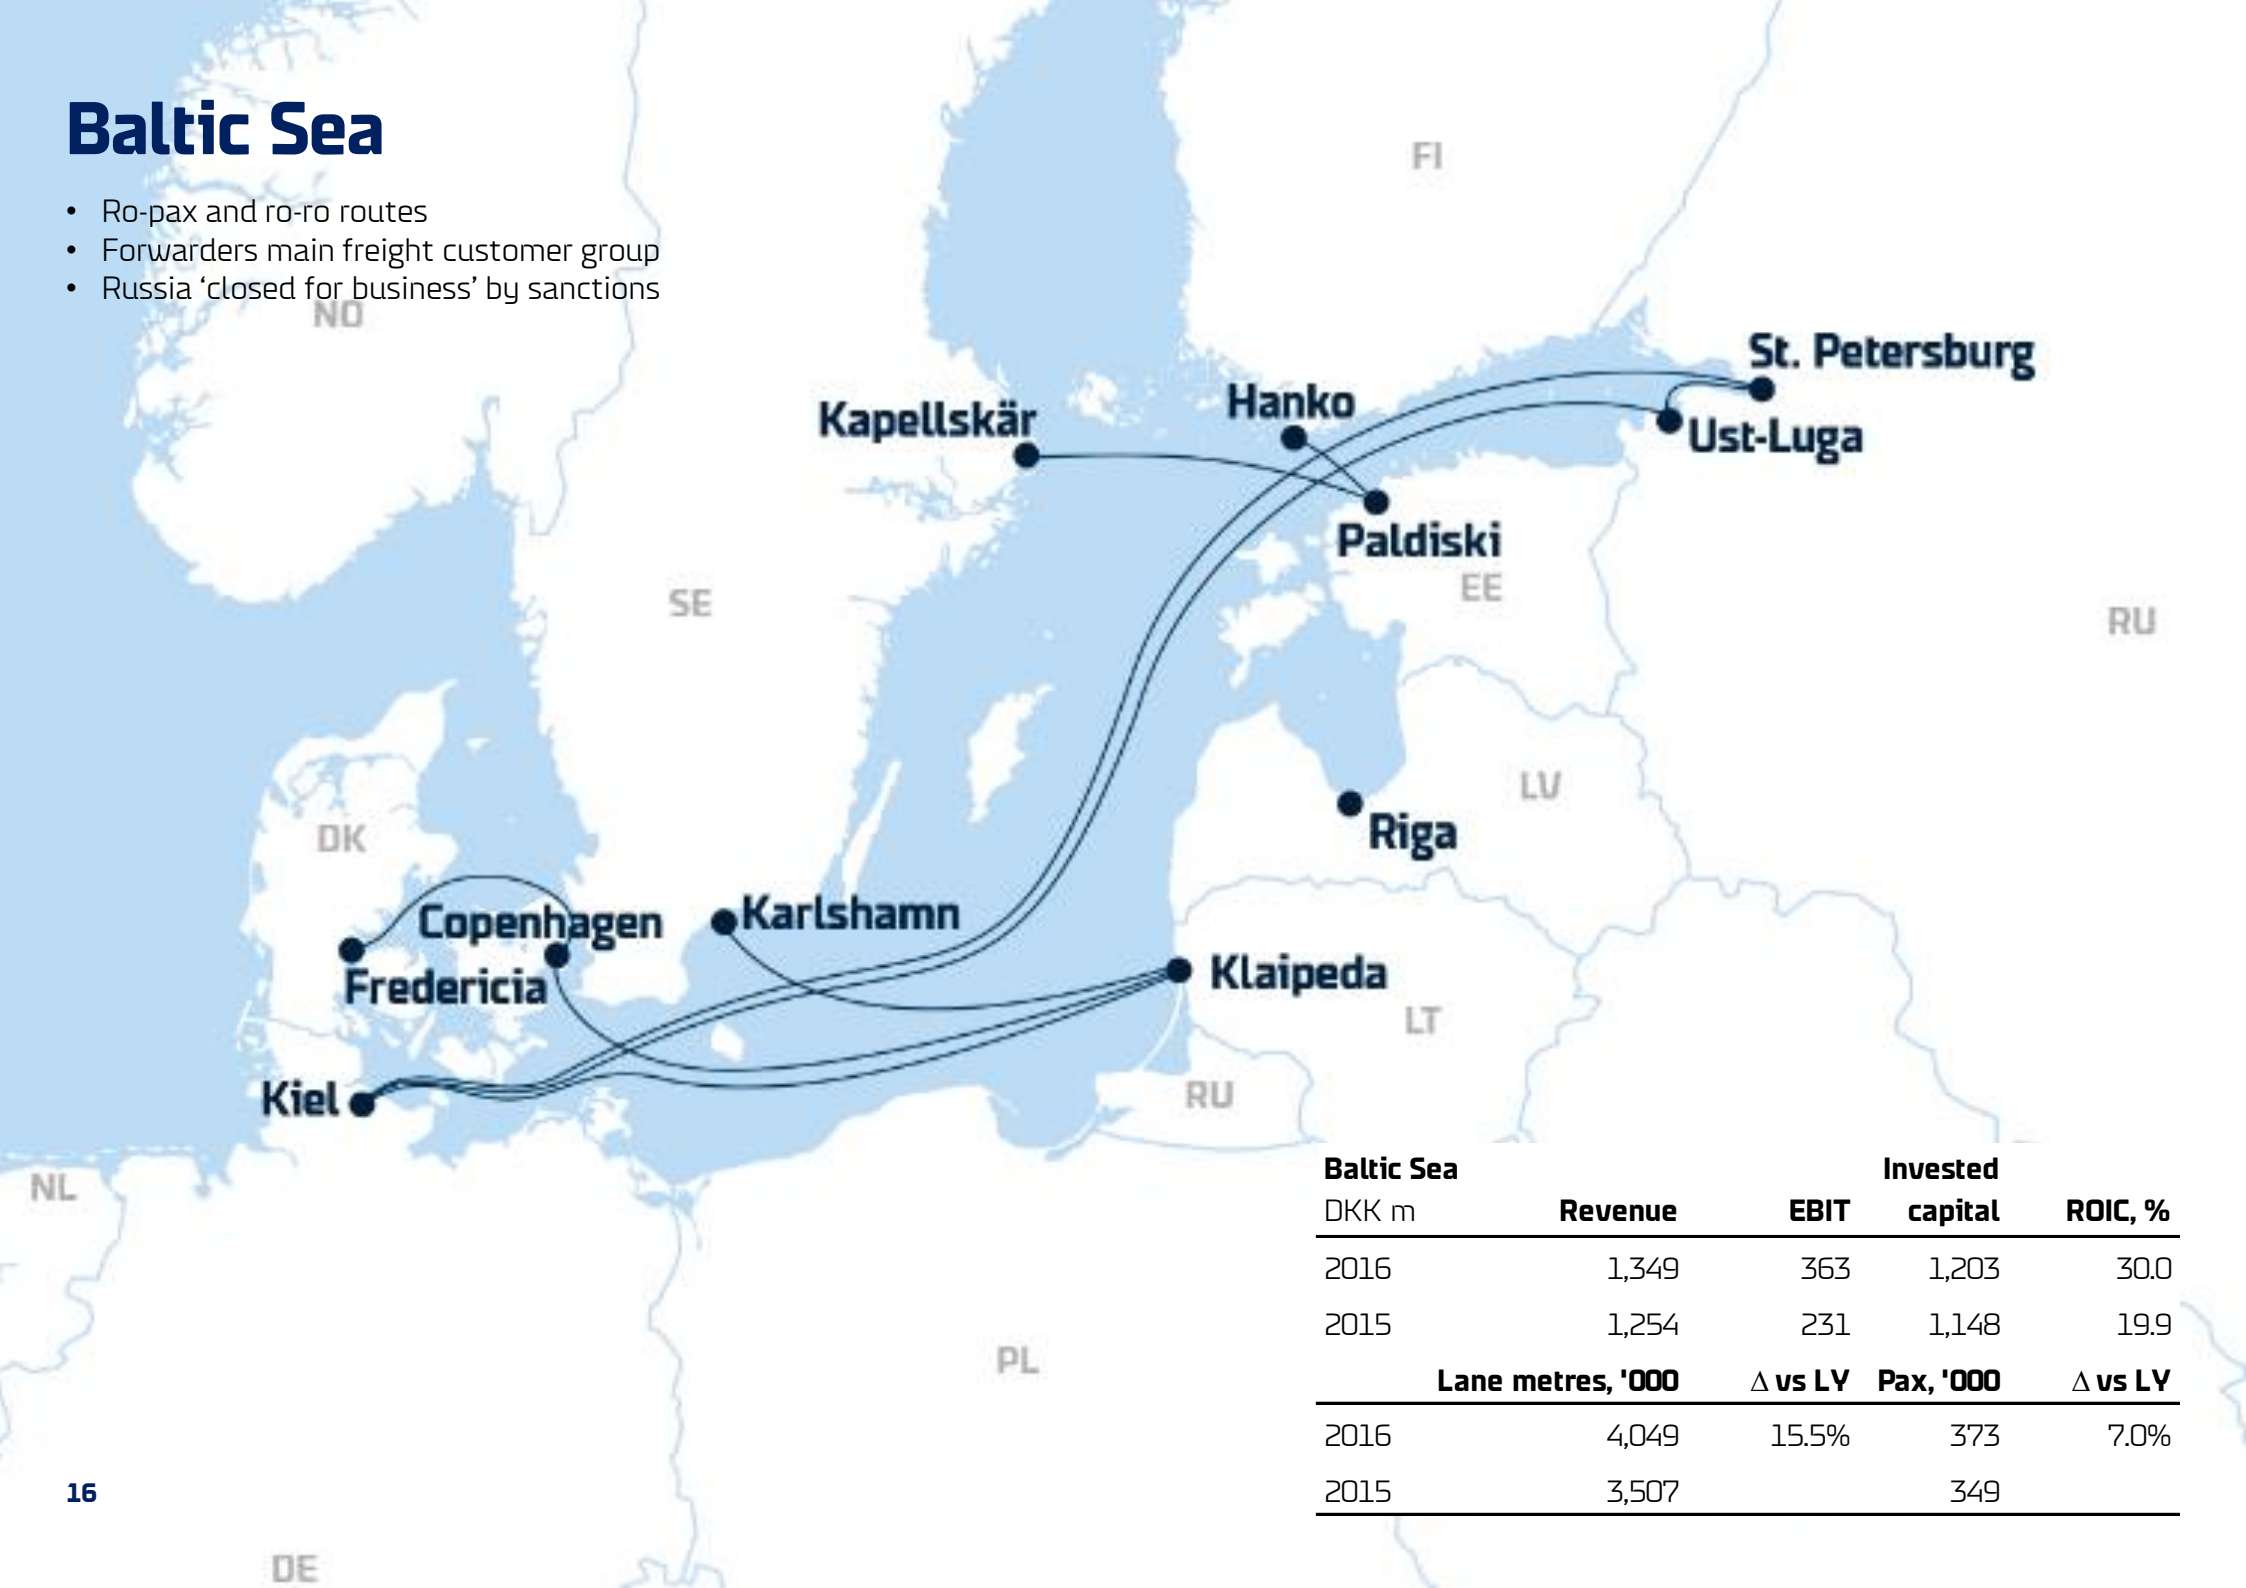 Baltic Sea
• Ro-pax and ro-ro routes
• Forwarders main freight customer group
• Russia ‘closed for business’ by sanctions
NO
FI
St. Petersburg
Hanko
Kapellskär
Ust-Luga
Paldiski
EE
SE
RU
LV
DK
Riga
Copenhagen
Karlshamn
Fredericia
Klaipeda
LT
Kiel
RU
NL
PL
DE
Baltic Sea Invested
DKK m Revenue EBIT capital ROIC, %
2016 1,349 363 1,203 30.0
2015 1,254 231 1,148 19.9
Lane metres, '000 Δ vs LY Pax, '000 Δ vs LY
2016 4,049 15.5% 373 7.0%
2015 3,507 349
16